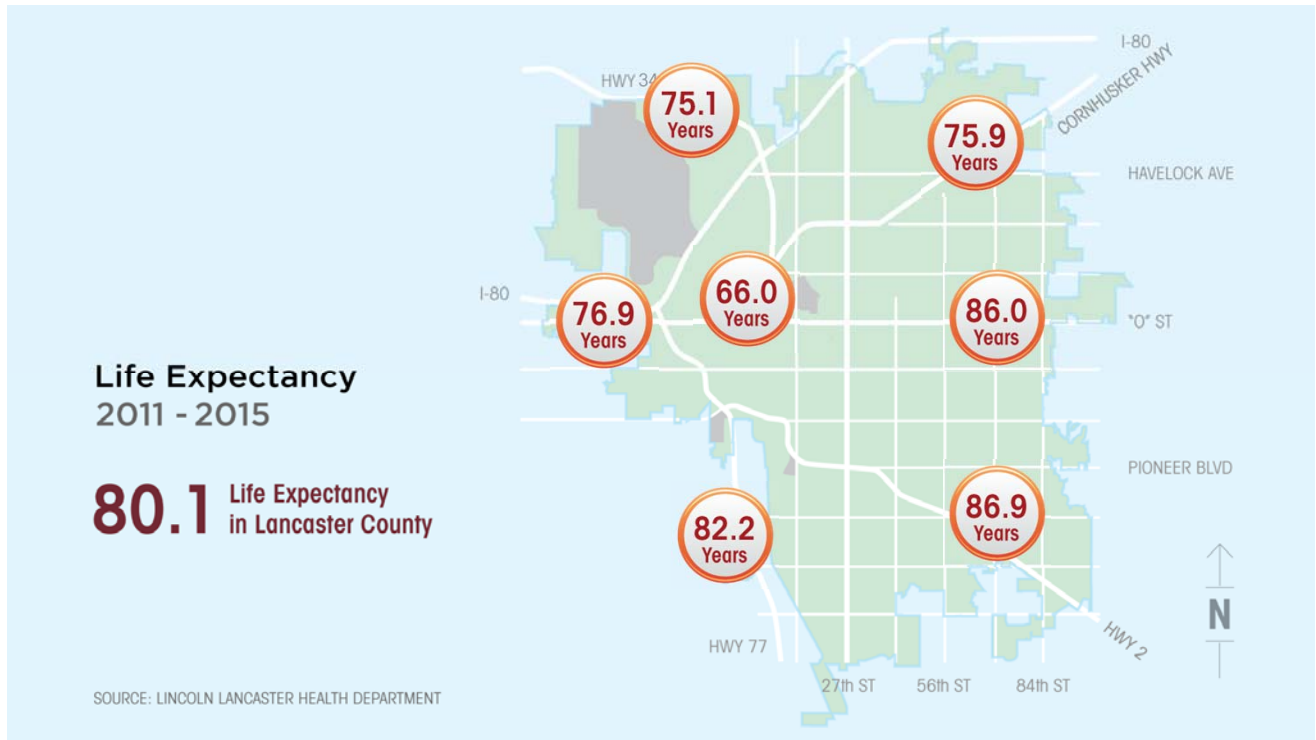 Life Expectancy
2011 - 2015
80.1
Life Expectancy
in Lancaster County
SOURCE: LINCOLN LANCASTER HEALTH DEPARTMENT
I-80
HWY 34
CORNHUSKER HWY
75.1
Years
75.9
Years
HAVELOCK AVE
I-80
76.9
Years
66.0
Years
86.0
Years
"O" ST
PIONEER BLVD
82.2
Years
86.9
Years
HWY 77
HWY 2
27th ST
56th ST
84th ST
N